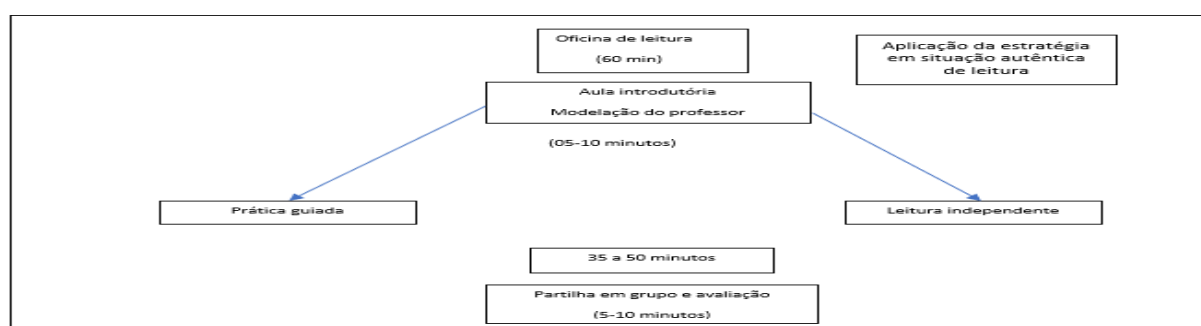 Oficina de leitura
(60 min)
Aplicação da estratégia
em situação autêntica
de leitura
Aula introdutória
Modelação do professor
(05-10 minutos)
Prática guiada
Leitura independente
35 a 50 minutos
Partilha em grupo e avaliação
(5-10 minutos)